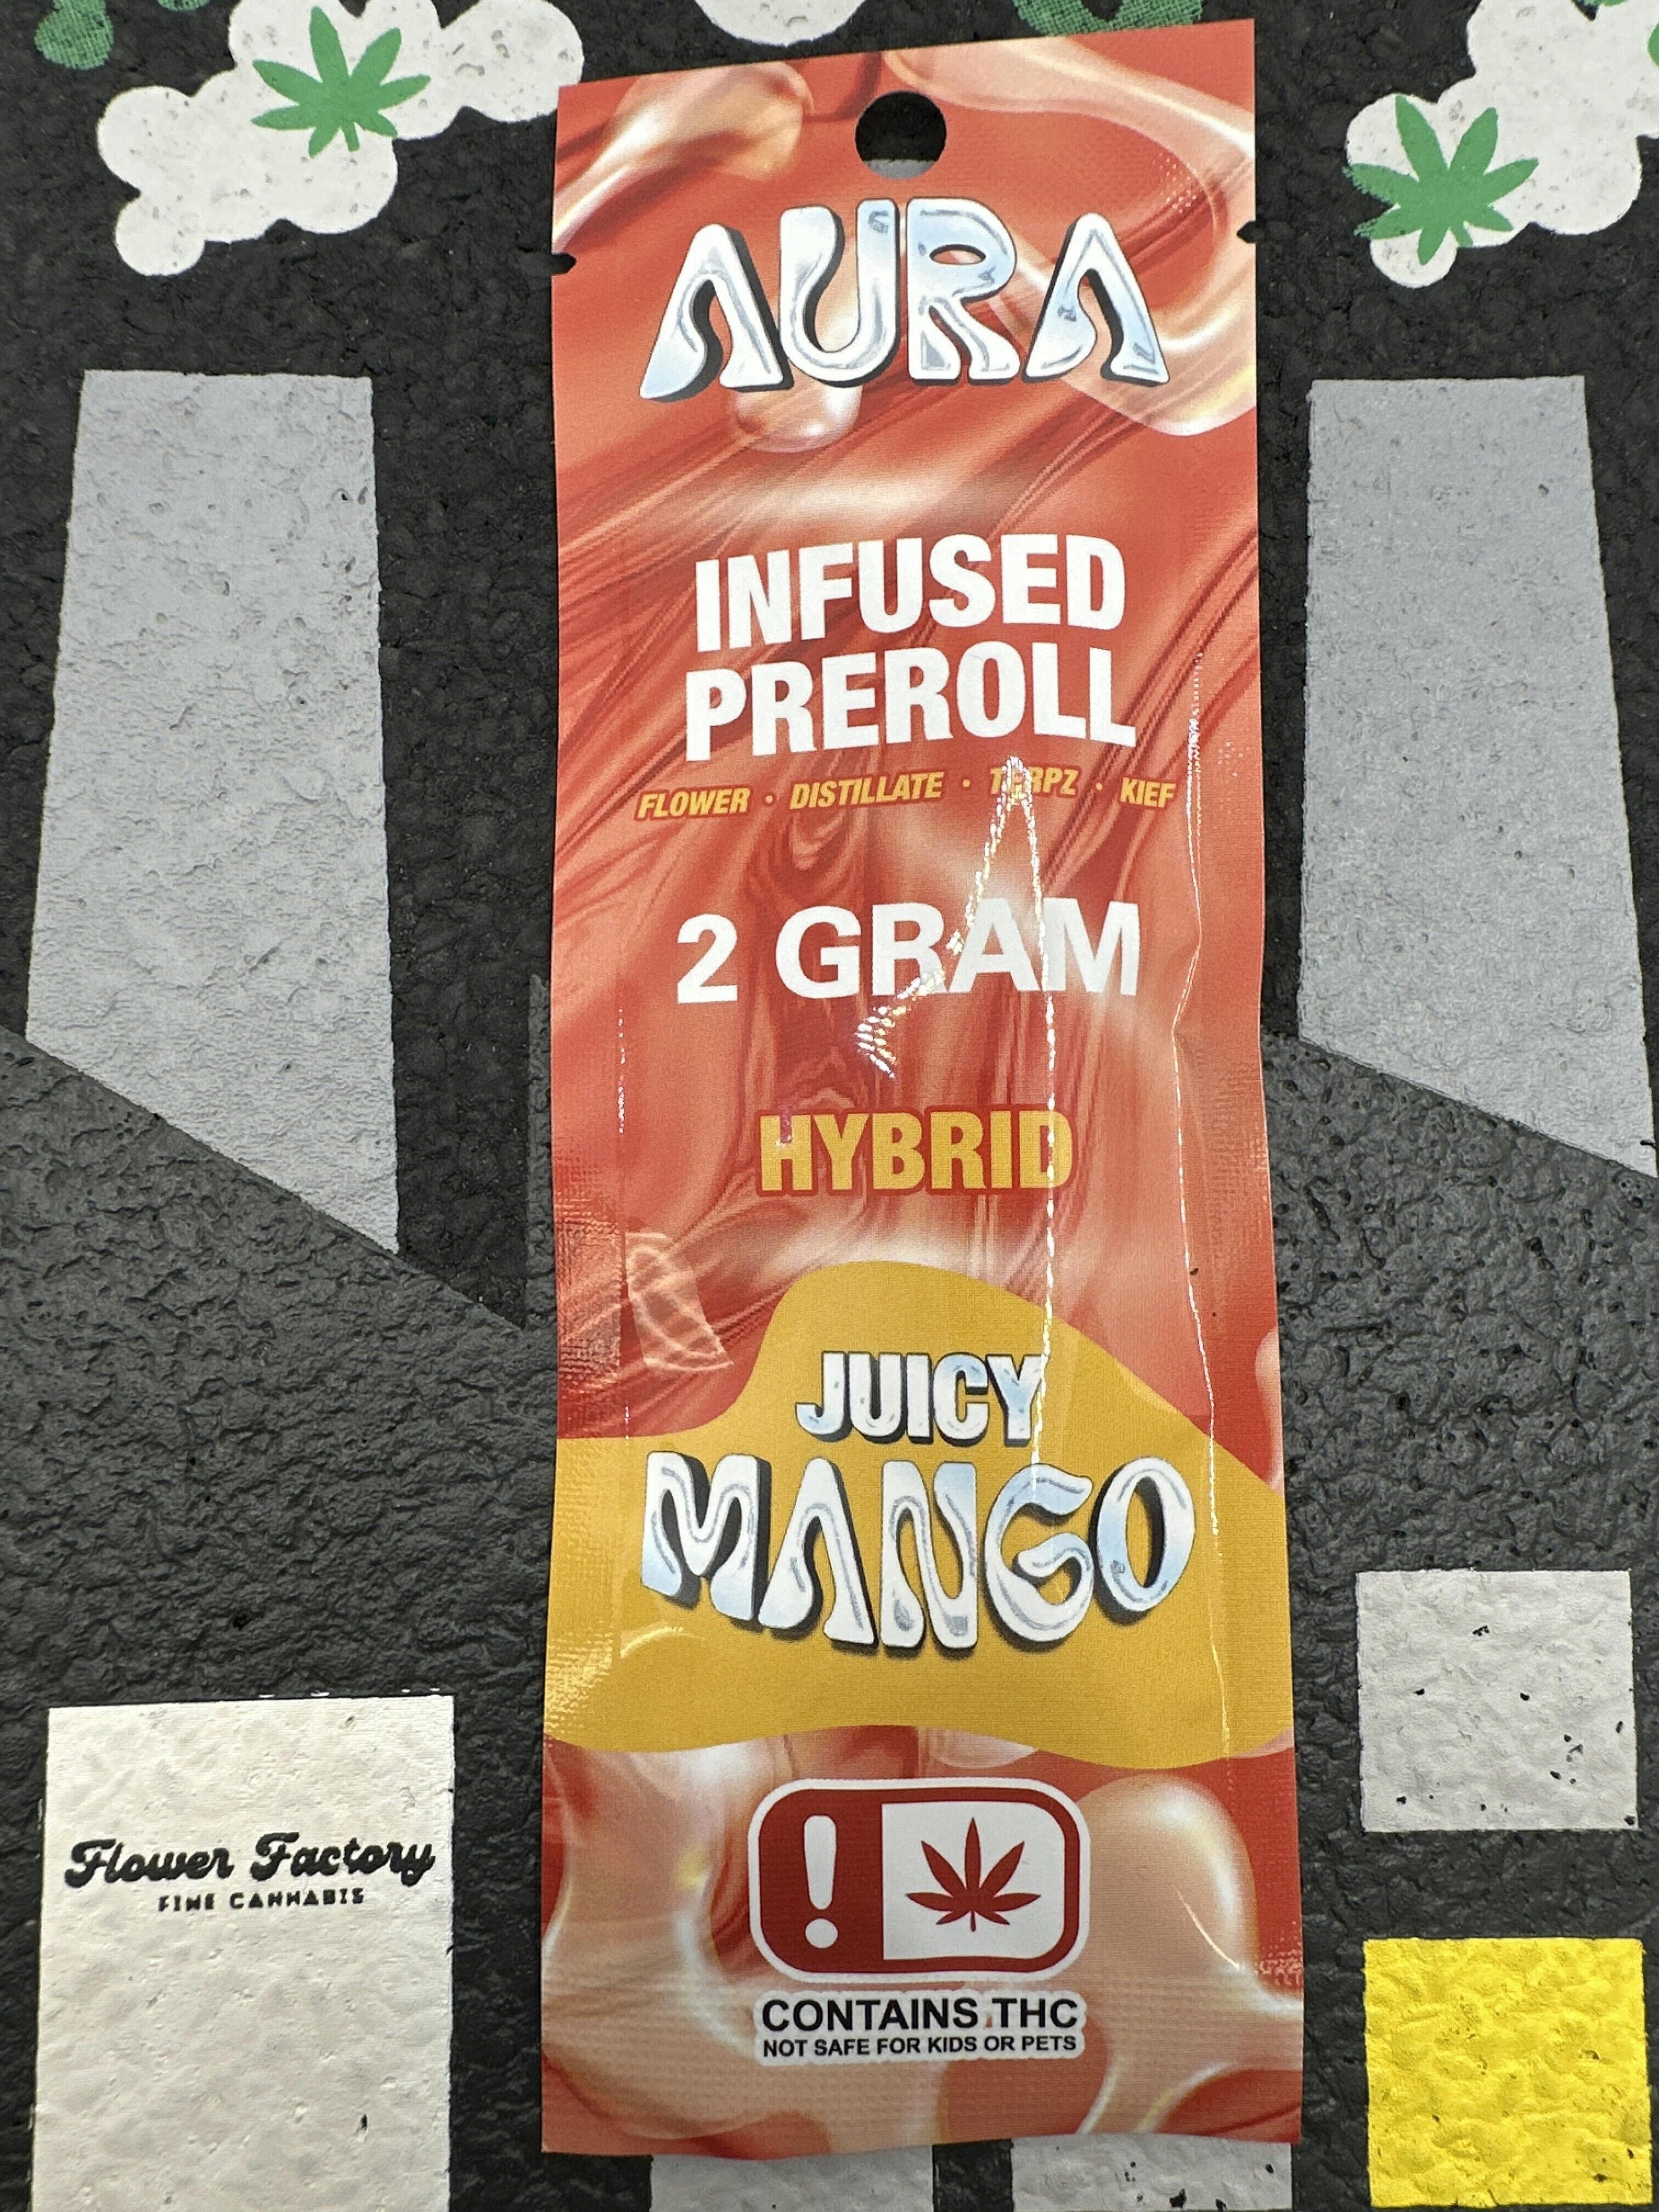 AURA
INFUSED
PREROLL
FLOWER · DISTILLATE · TERPZ · KIEF
2 GRAM
HYBRID
JUICY
MANGO
!
CONTAINS THC
NOT SAFE FOR KIDS OR PETS
Flower Factory
FINE CANNABIS